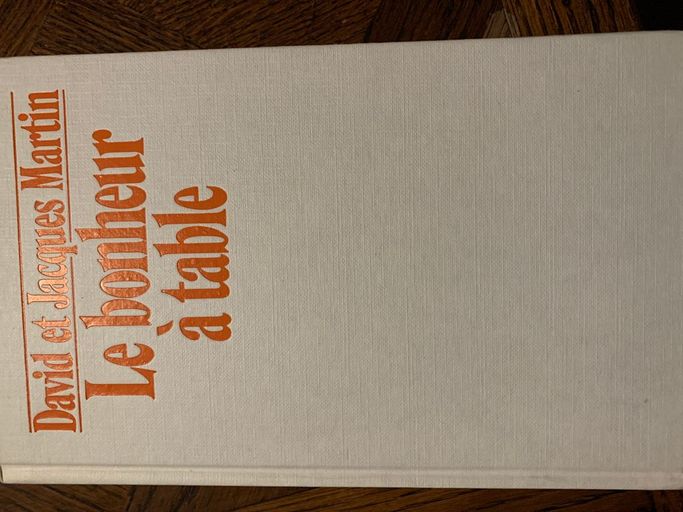 David et Jacques Martin
Le bonheur
à table